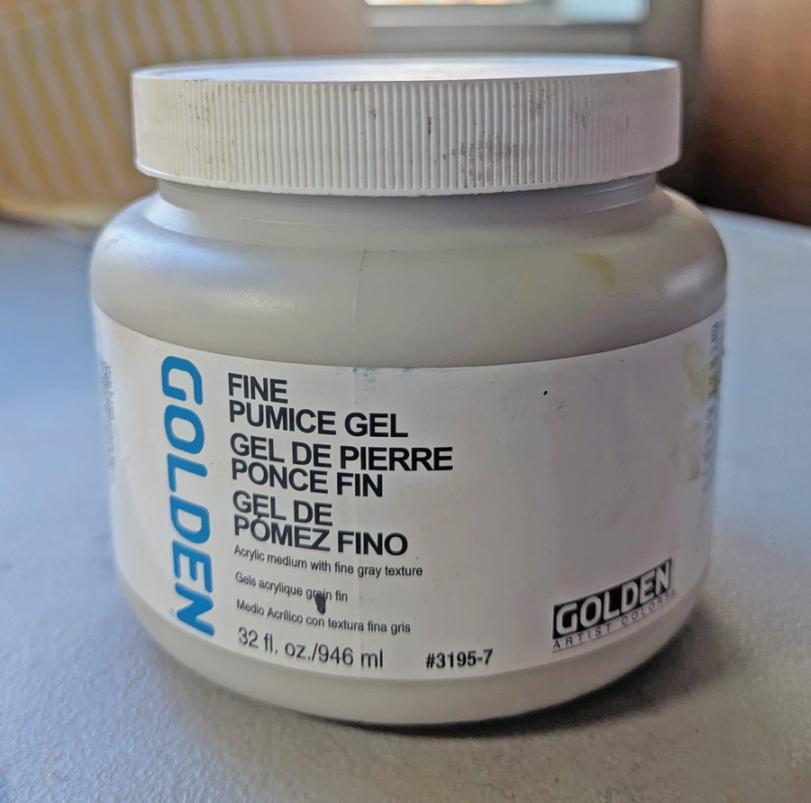 GOLDEN
FINE
PUMICE GEL
GEL DE PIERRE
PONCE FIN
GEL DE
PÓMEZ FINO
Acrylic medium with fine gray texture
Gels acrylique grain fin
Medio Acrílico con textura fina gris
32 fl. oz./946 ml
#3195-7
GOLDEN
ARTIST COLORS®